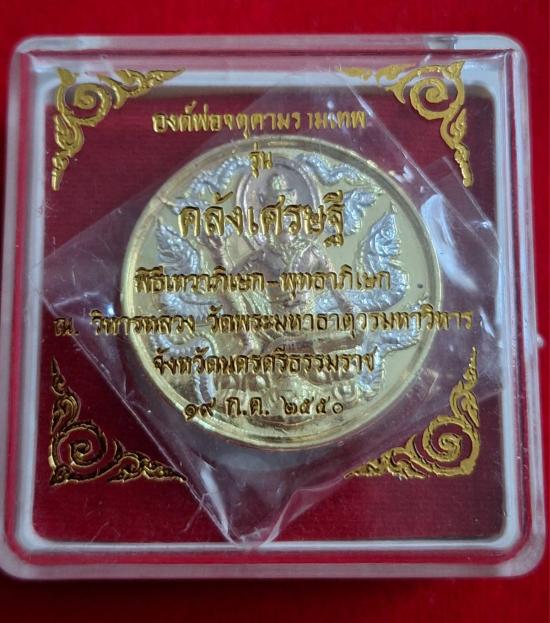 องค์พ่อจตุคามรามเทพ
รุ่น
คลังเศรษฐี
พิธีเทวาภิเษก-พุทธาภิเษก
ณ. วิหารหลวง วัดพระมหาธาตุวรมหาวิหาร
จังหวัดนครศรีธรรมราช
๑๙ ก.ค. ๒๕๕๐